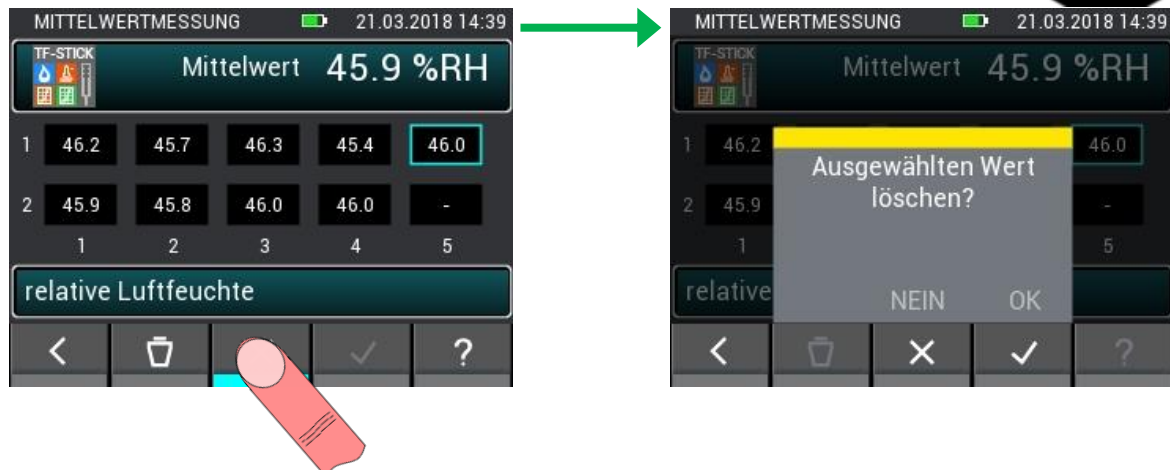 MITTELWERTMESSUNG 21.03.2018 14:39
TF-STICK
Mittelwert 45.9 %RH
1 46.2 45.7 46.3 45.4 46.0
2 45.9 45.8 46.0 46.0 -
1 2 3 4 5
relative Luftfeuchte
?
MITTELWERTMESSUNG 21.03.2018 14:39
TF-STICK
Mittelwert 45.9 %RH
1 46.2 46.0
Ausgewählten Wert
löschen?
2 45.9 -
1 5
relative
NEIN OK
?